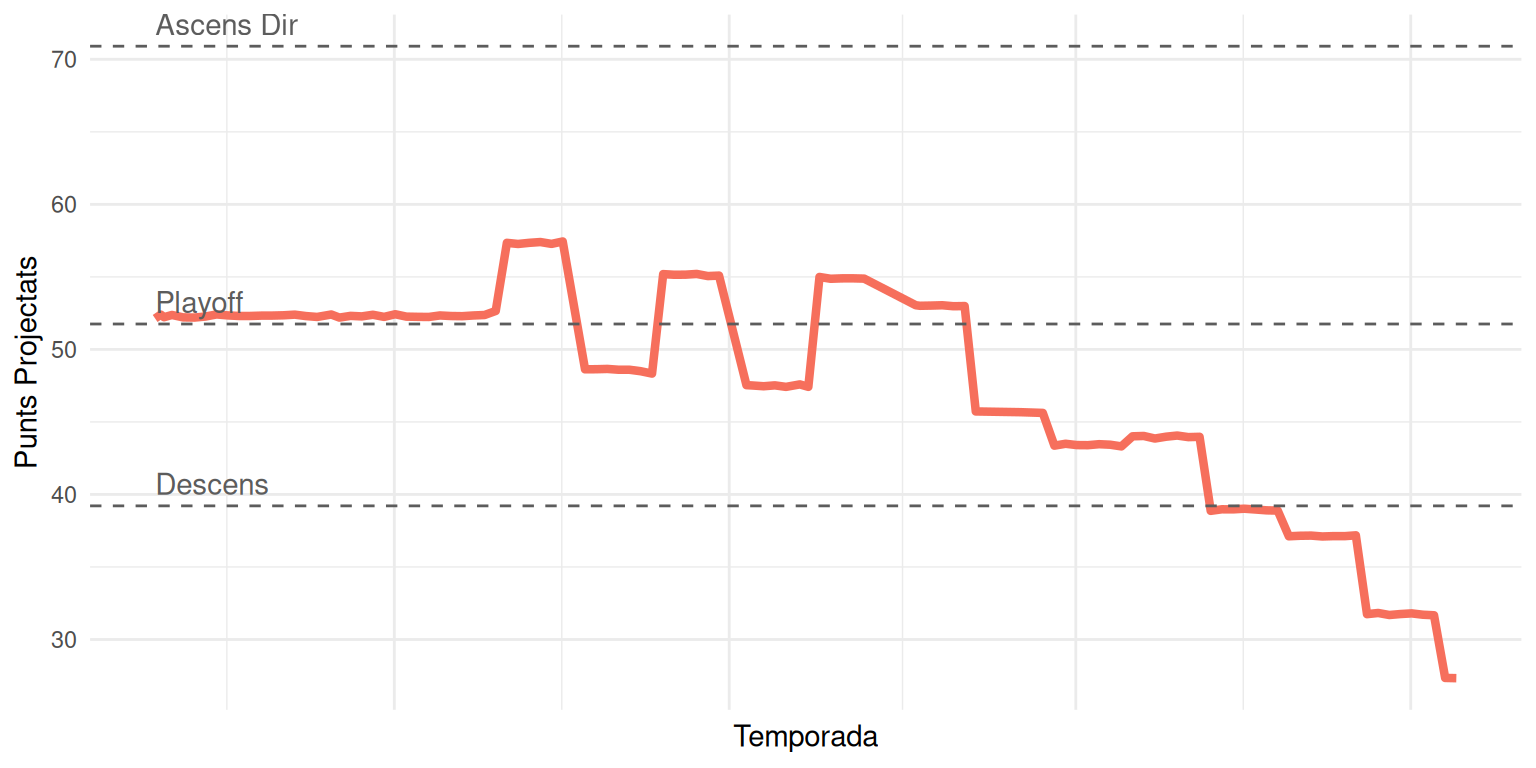 Ascens Dir
70
60
Playoff
50
Descens
40
30
Punts Projectats
Temporada